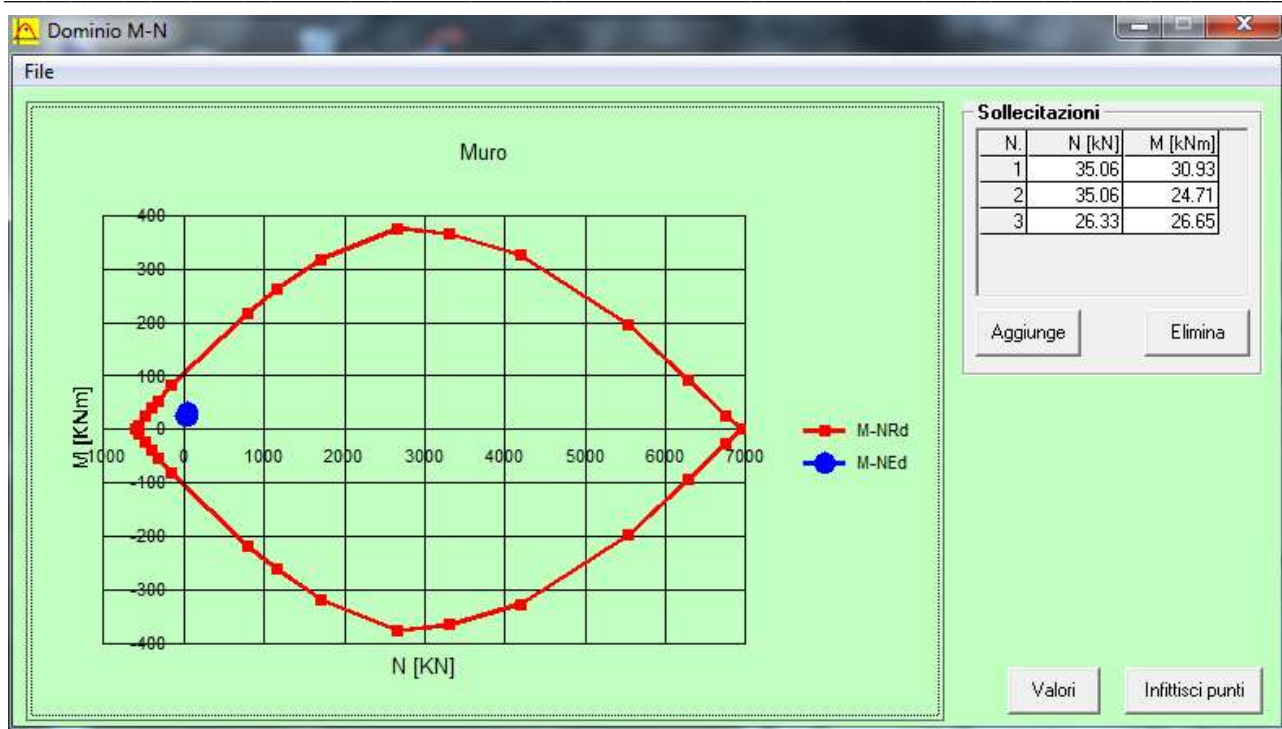 Dominio M-N
File
Muro
400
300
200
100
0
-1000 0 1000 2000 3000 4000 5000 6000 7000
-100
-200
-300
-400
M [KNm]
N [KN]
M-NRd
M-NEd
Sollecitazioni
N. N [kN] M [kNm]
1 35.06 30.93
2 35.06 24.71
3 26.33 26.65
Aggiunge Elimina
Valori Infittisci punti